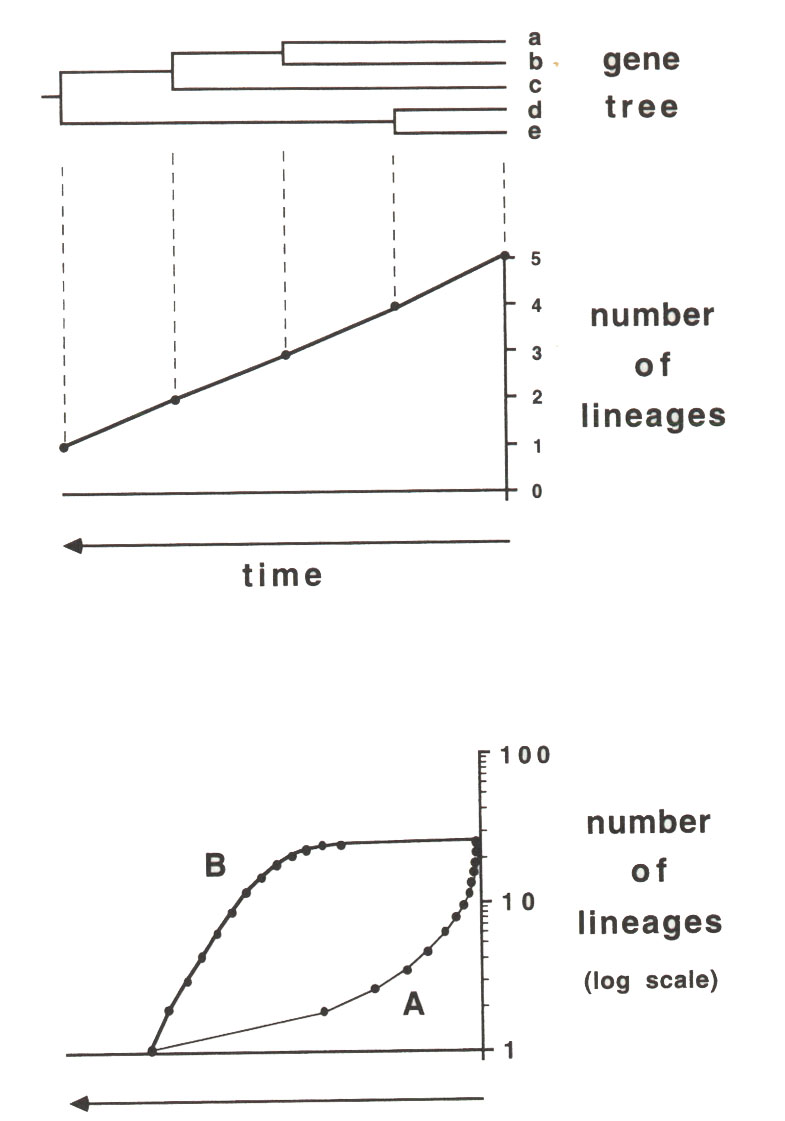 a
b
c
d
e
gene
tree
5
4
3
2
1
0
number
of
lineages
time
100
10
1
B
A
number
of
lineages
(log scale)